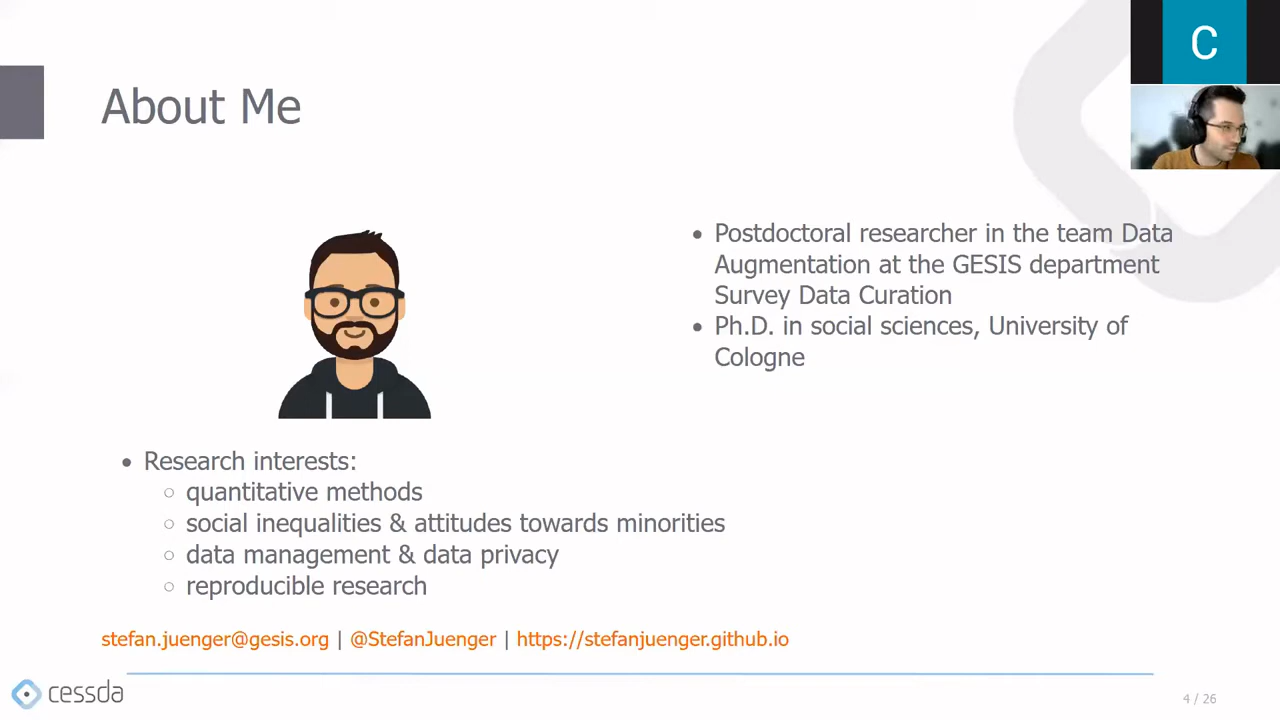 C
About Me
• Postdoctoral researcher in the team Data
Augmentation at the GESIS department
Survey Data Curation
• Ph.D. in social sciences, University of
Cologne
• Research interests:
○ quantitative methods
○ social inequalities & attitudes towards minorities
○ data management & data privacy
○ reproducible research
stefan.juenger@gesis.org | @StefanJuenger | https://stefanjuenger.github.io
cessda
4 / 26